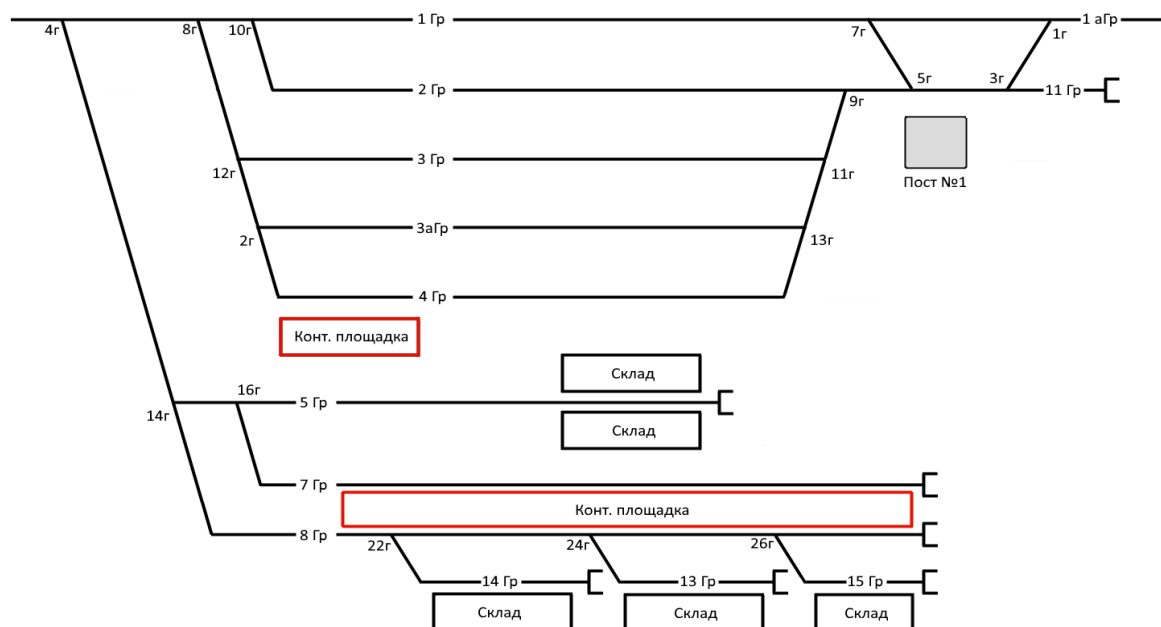 1 Гр
1 аГр
4г
8г
10г
7г
1г
5г
3г
2 Гр
11 Гр
9г
3 Гр
12г
11г
Пост №1
3аГр
2г
13г
4 Гр
Конт. площадка
Склад
16г
5 Гр
14г
Склад
7 Гр
Конт. площадка
8 Гр
22г
24г
26г
14 Гр
13 Гр
15 Гр
Склад
Склад
Склад